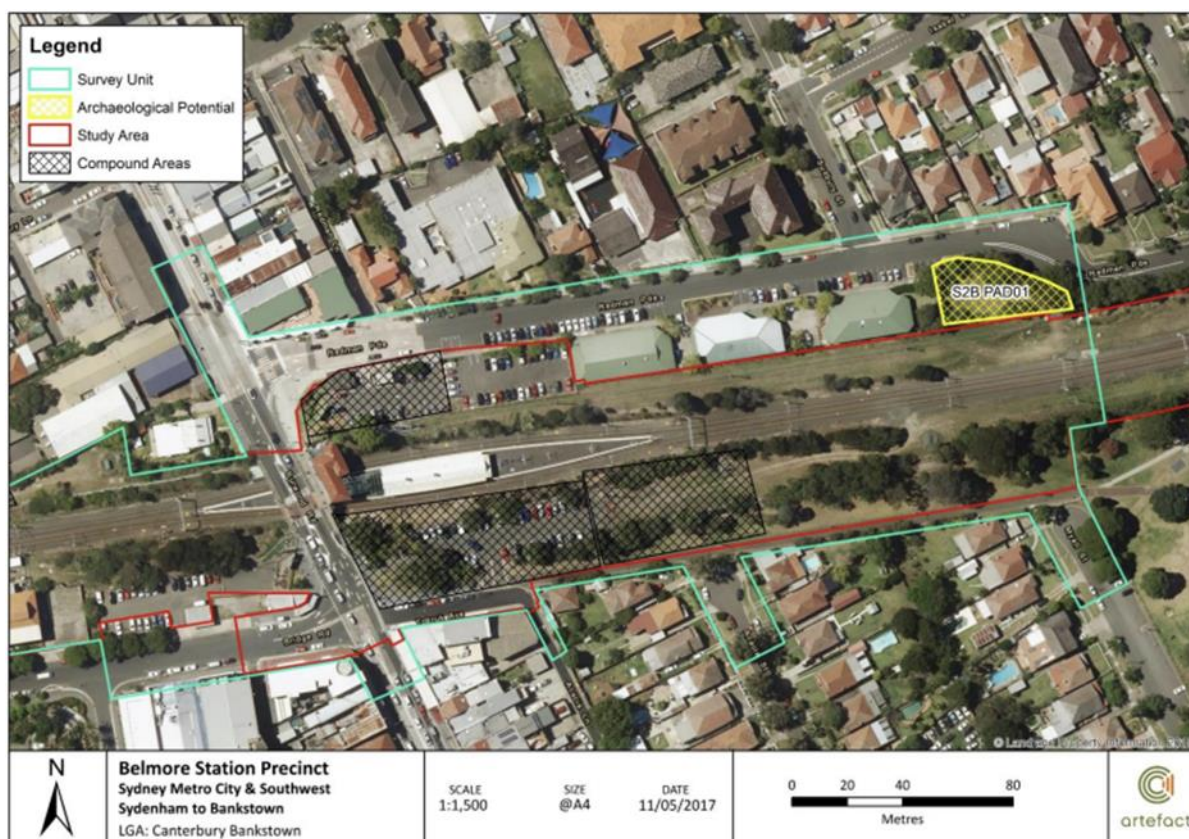 Legend
Survey Unit
Archaeological Potential
Study Area
Compound Areas
Redman Pde
Redman Pde
Redman Pde
S2B PAD01
Bridge Rd
N
Belmore Station Precinct
Sydney Metro City & Southwest
Sydenham to Bankstown
LGA: Canterbury Bankstown
SCALE
1:1,500
SIZE
@A4
DATE
11/05/2017
0 20 40 80
Metres
artefact